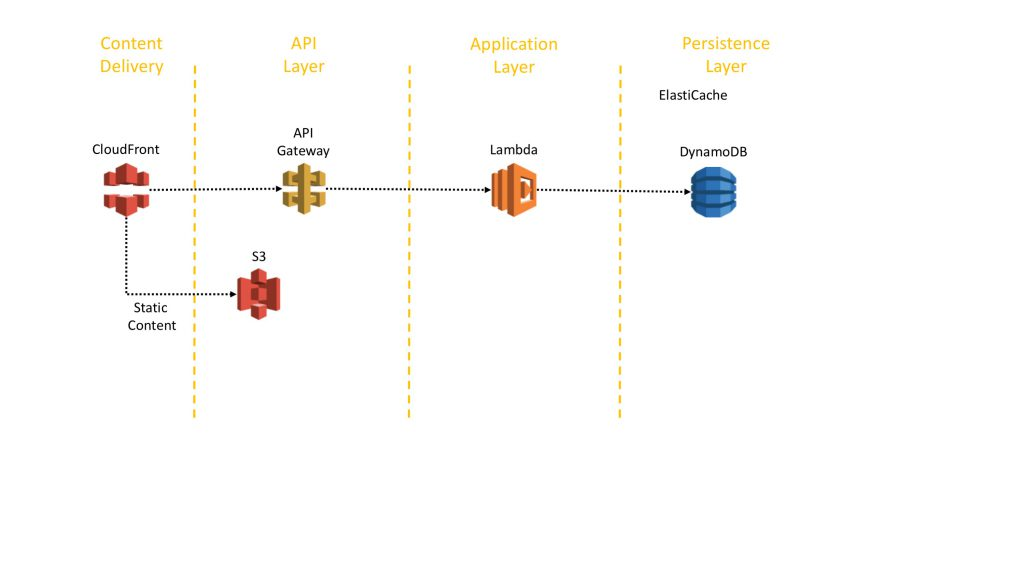 Content
Delivery
API
Layer
Application
Layer
Persistence
Layer
ElastiCache
CloudFront
API
Gateway
Lambda
DynamoDB
S3
Static
Content